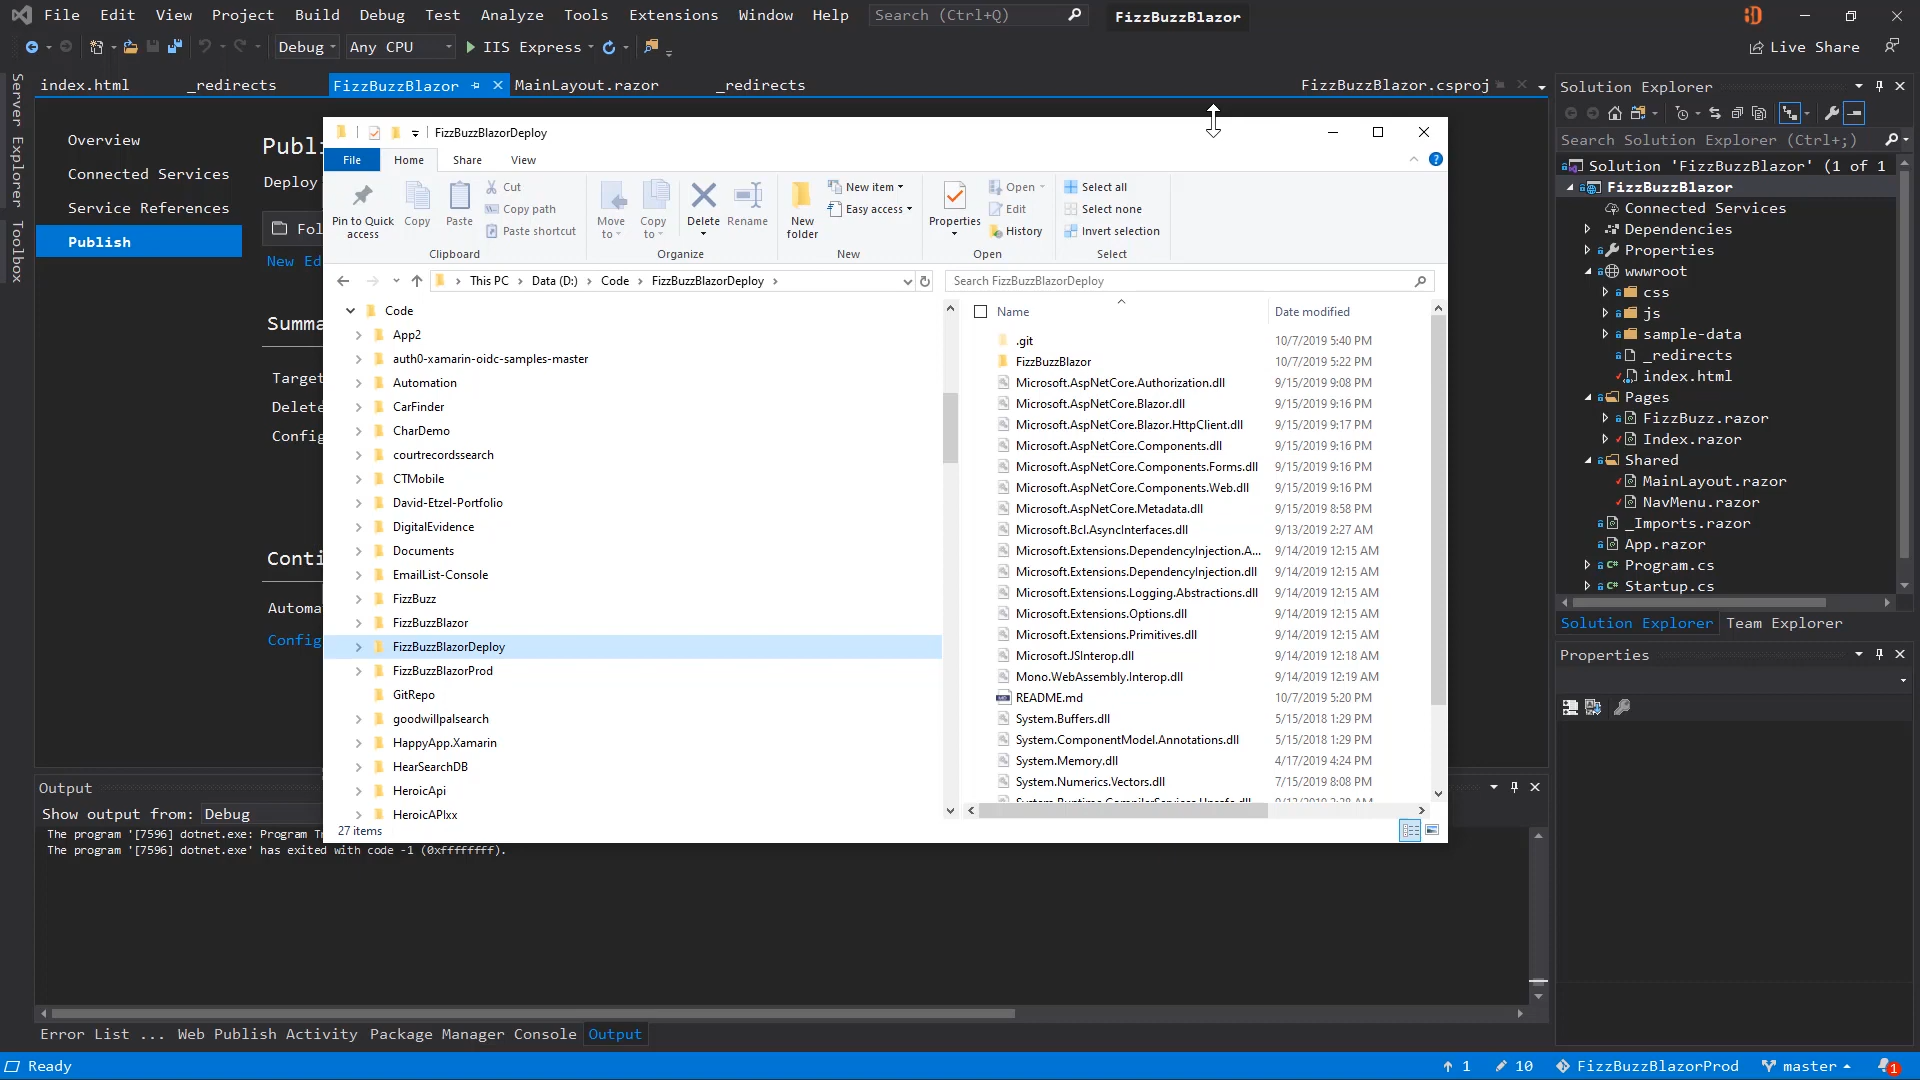 File Edit View Project Build Debug Test Analyze Tools Extensions Window Help Search (Ctrl+Q) FizzBuzzBlazor
Debug Any CPU IIS Express Live Share
Server Explorer
Toolbox
index.html _redirects FizzBuzzBlazor MainLayout.razor _redirects FizzBuzzBlazor.csproj
Overview
Connected Services
Service References
Publish
Publ
Deploy
Fol
New Ed
Summa
Target
Delete
Config
Conti
Automa
Config
FizzBuzzBlazorDeploy
File Home Share View
Pin to Quick access
Copy
Paste
Cut
Copy path
Paste shortcut
Clipboard
Move to
Copy to
Delete
Rename
Organize
New folder
New item
Easy access
New
Properties
Open
Edit
History
Open
Select all
Select none
Invert selection
Select
This PC > Data (D:) > Code > FizzBuzzBlazorDeploy >
Search FizzBuzzBlazorDeploy
Code
App2
auth0-xamarin-oidc-samples-master
Automation
CarFinder
CharDemo
courtrecordssearch
CTMobile
David-Etzel-Portfolio
DigitalEvidence
Documents
EmailList-Console
FizzBuzz
FizzBuzzBlazor
FizzBuzzBlazorDeploy
FizzBuzzBlazorProd
GitRepo
goodwillpalsearch
HappyApp.Xamarin
HearSearchDB
HeroicApi
HeroicAPIxx
27 items
Name Date modified
.git 10/7/2019 5:40 PM
FizzBuzzBlazor 10/7/2019 5:22 PM
Microsoft.AspNetCore.Authorization.dll 9/15/2019 9:08 PM
Microsoft.AspNetCore.Blazor.dll 9/15/2019 9:16 PM
Microsoft.AspNetCore.Blazor.HttpClient.dll 9/15/2019 9:17 PM
Microsoft.AspNetCore.Components.dll 9/15/2019 9:16 PM
Microsoft.AspNetCore.Components.Forms.dll 9/15/2019 9:16 PM
Microsoft.AspNetCore.Components.Web.dll 9/15/2019 9:16 PM
Microsoft.AspNetCore.Metadata.dll 9/15/2019 8:58 PM
Microsoft.Bcl.AsyncInterfaces.dll 9/13/2019 2:27 AM
Microsoft.Extensions.DependencyInjection.A... 9/14/2019 12:15 AM
Microsoft.Extensions.DependencyInjection.dll 9/14/2019 12:15 AM
Microsoft.Extensions.Logging.Abstractions.dll 9/14/2019 12:15 AM
Microsoft.Extensions.Options.dll 9/14/2019 12:15 AM
Microsoft.Extensions.Primitives.dll 9/14/2019 12:15 AM
Microsoft.JSInterop.dll 9/14/2019 12:18 AM
Mono.WebAssembly.Interop.dll 9/14/2019 12:19 AM
README.md 10/7/2019 5:20 PM
System.Buffers.dll 5/15/2018 1:29 PM
System.ComponentModel.Annotations.dll 5/15/2018 1:29 PM
System.Memory.dll 4/17/2019 4:24 PM
System.Numerics.Vectors.dll 7/15/2019 8:08 PM
Solution Explorer
Search Solution Explorer (Ctrl+;)
Solution 'FizzBuzzBlazor' (1 of 1
FizzBuzzBlazor
Connected Services
Dependencies
Properties
wwwroot
css
js
sample-data
_redirects
index.html
Pages
FizzBuzz.razor
Index.razor
Shared
MainLayout.razor
NavMenu.razor
_Imports.razor
App.razor
Program.cs
Startup.cs
Solution Explorer Team Explorer
Properties
Output
Show output from: Debug
The program '[7596] dotnet.exe: Program Tr
The program '[7596] dotnet.exe' has exited with code -1 (0xffffffff).
Error List ... Web Publish Activity Package Manager Console Output
Ready 1 10 FizzBuzzBlazorProd master 1